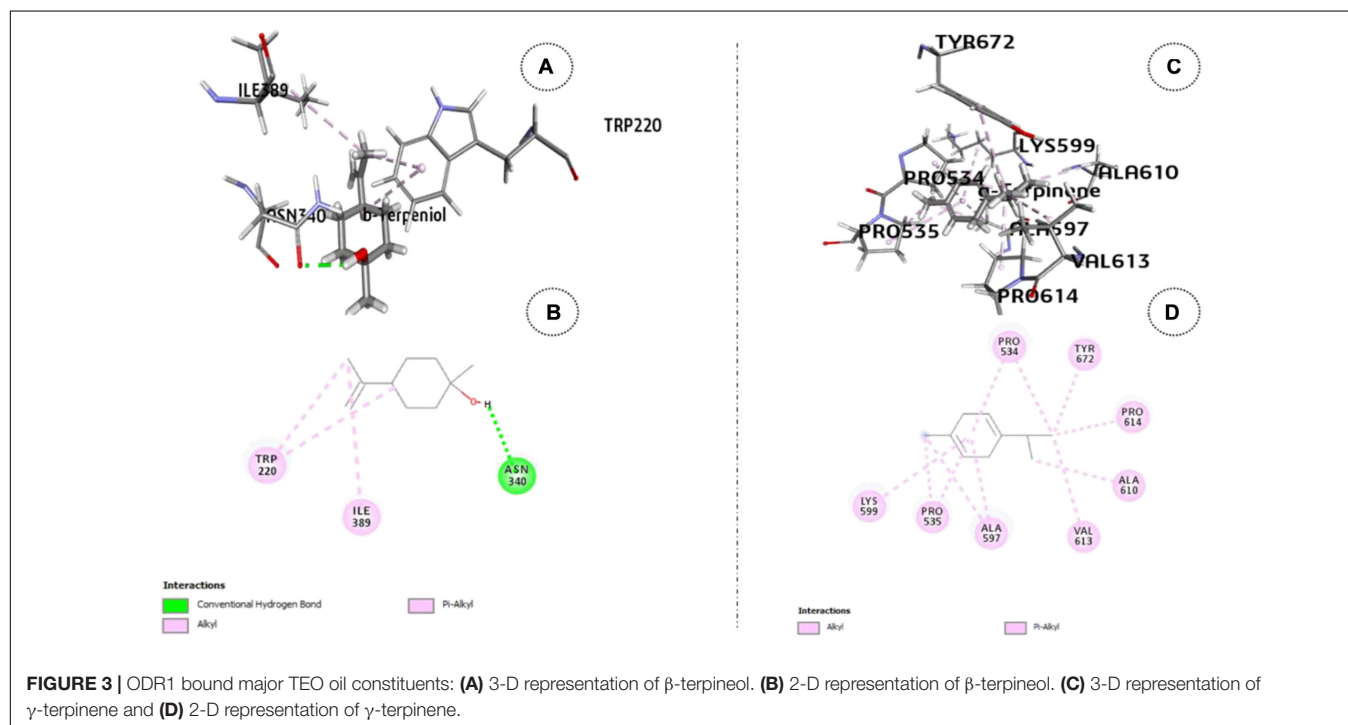 ILE389
A
TRP220
ASN340 b-Terpeniol
B
TRP
220
ILE
389
O H
ASN
340
Interactions
Conventional Hydrogen Bond
Alkyl
Pi-Alkyl
TYR672
C
LYS599
ALA610
PRO534
g-Terpinene
PRO535
ALA597
VAL613
PRO614
D
PRO
534
TYR
672
PRO
614
ALA
610
LYS
599
PRO
535
ALA
597
VAL
613
Interactions
Alkyl
Pi-Alkyl
FIGURE 3 | ODR1 bound major TEO oil constituents: (A) 3-D representation of β-terpineol. (B) 2-D representation of β-terpineol. (C) 3-D representation of
γ-terpinene and (D) 2-D representation of γ-terpinene.